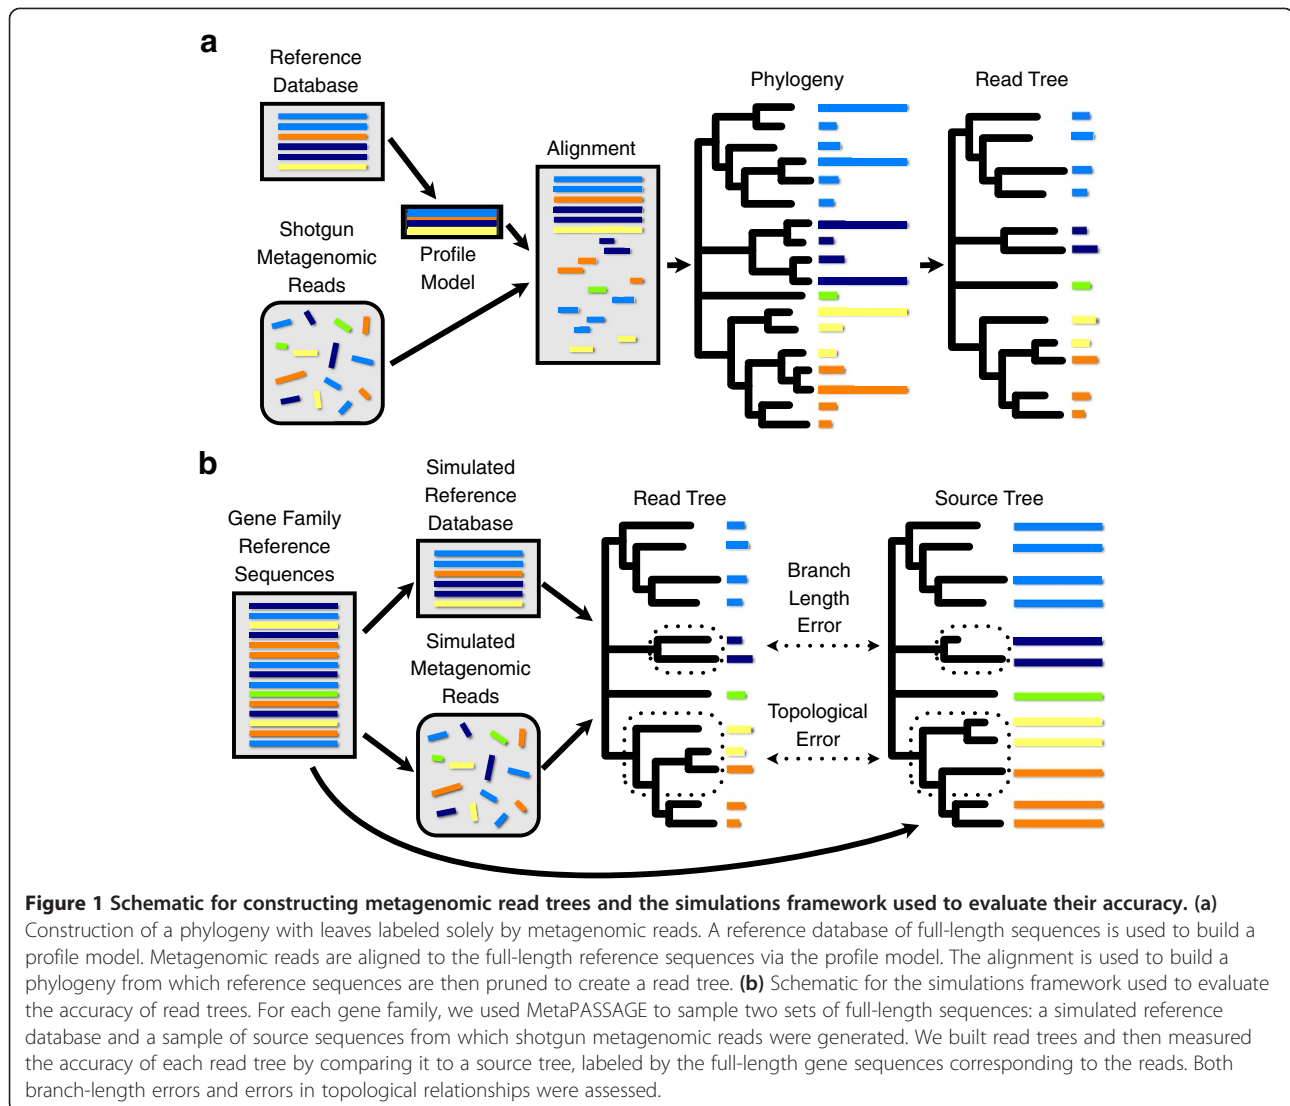 a
Reference
Database
Shotgun
Metagenomic
Reads
Profile
Model
Alignment
Phylogeny
Read Tree
b
Gene Family
Reference
Sequences
Simulated
Reference
Database
Simulated
Metagenomic
Reads
Read Tree
Branch
Length
Error
Topological
Error
Source Tree
Figure 1 Schematic for constructing metagenomic read trees and the simulations framework used to evaluate their accuracy. (a)
Construction of a phylogeny with leaves labeled solely by metagenomic reads. A reference database of full-length sequences is used to build a
profile model. Metagenomic reads are aligned to the full-length reference sequences via the profile model. The alignment is used to build a
phylogeny from which reference sequences are then pruned to create a read tree. (b) Schematic for the simulations framework used to evaluate
the accuracy of read trees. For each gene family, we used MetaPASSAGE to sample two sets of full-length sequences: a simulated reference
database and a sample of source sequences from which shotgun metagenomic reads were generated. We built read trees and then measured
the accuracy of each read tree by comparing it to a source tree, labeled by the full-length gene sequences corresponding to the reads. Both
branch-length errors and errors in topological relationships were assessed.